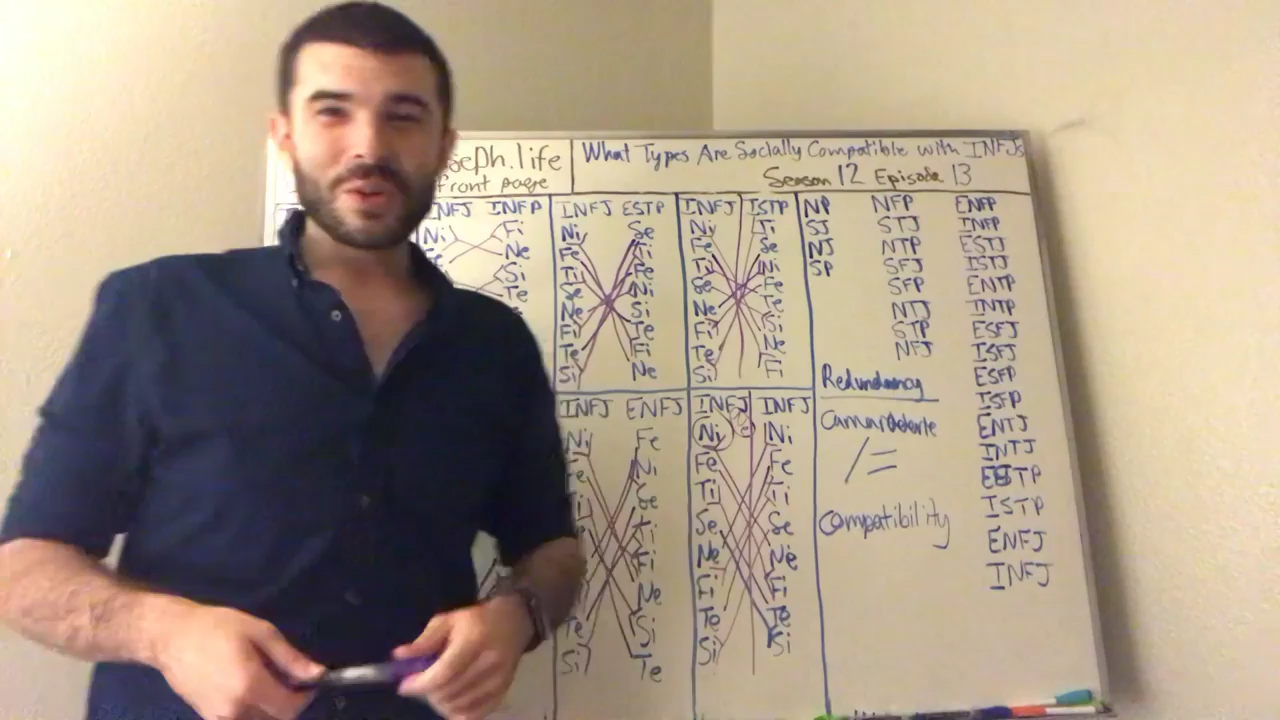 seph.life
front page
What Types Are Socially Compatible with INFJs
Season 12 Episode 13
INFJ INFP
Ni Fi
Fe Ne
Si
Te
INFJ ESTP
Ni Se
Fe Ti
Ti Fe
Se Ni
Ne Si
Fi Te
Te Fi
Si Ne
INFJ ISTP
Ni Ti
Fe Se
Ti Ni
Se Fe
Ne Te
Fi Si
Te Ne
Si Fi
INFJ ENFJ
Ni Fe
Fe Ni
Ti Se
Ti
Fi
Ne
Te Si
Si Te
INFJ INFJ
Ni Ni
Fe Fe
Ti Ti
Se Se
Ne Ne
Fi Fi
Te Te
Si Si
NP
SJ
NJ
SP
NFP
STJ
NTP
SFJ
SFP
NTJ
STP
NFJ
ENFP
INFP
ESTJ
ISTJ
ENTP
INTP
ESFJ
ISFJ
ESFP
ISFP
ENTJ
INTJ
ESTP
ISTP
ENFJ
INFJ
Redundancy
Camaraderie
/=
Compatibility